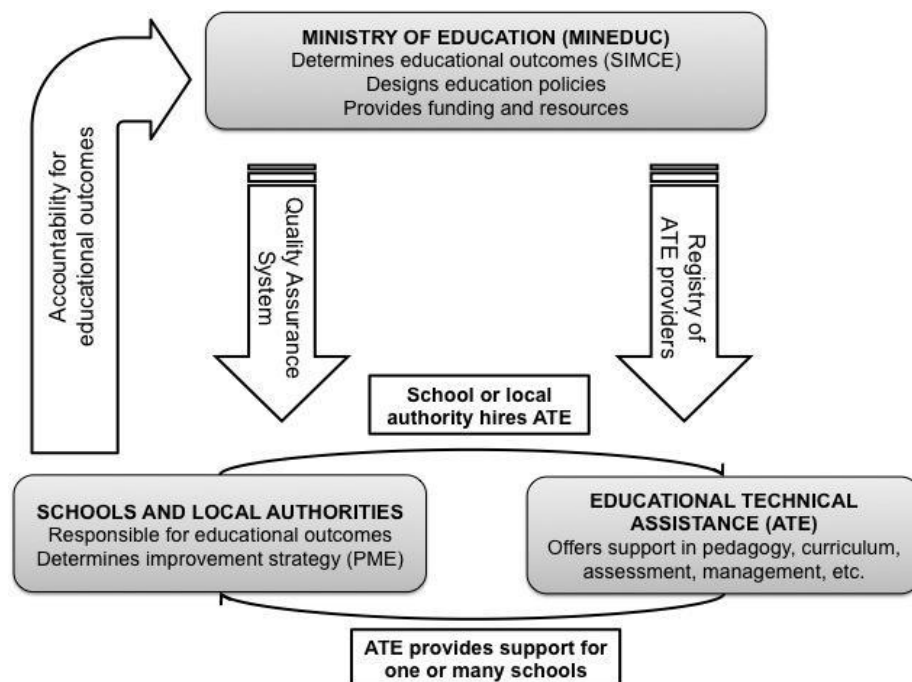 MINISTRY OF EDUCATION (MINEDUC)
Determines educational outcomes (SIMCE)
Designs education policies
Provides funding and resources
Accountability for
educational outcomes
Quality Assurance
System
Registry of
ATE providers
School or local
authority hires ATE
SCHOOLS AND LOCAL AUTHORITIES
Responsible for educational outcomes
Determines improvement strategy (PME)
EDUCATIONAL TECHNICAL
ASSISTANCE (ATE)
Offers support in pedagogy, curriculum,
assessment, management, etc.
ATE provides support for
one or many schools